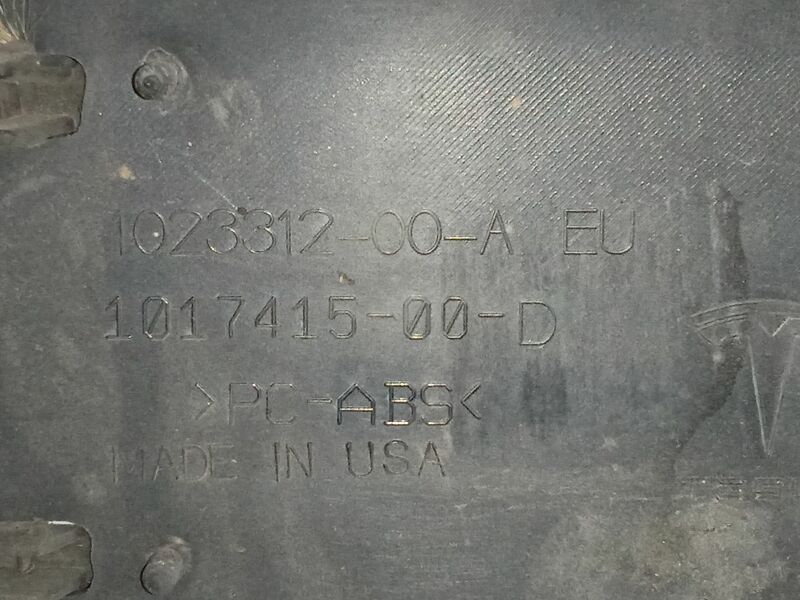 1023312-00-A EU
1017415-00-D
>PC-ABS<
MADE IN USA